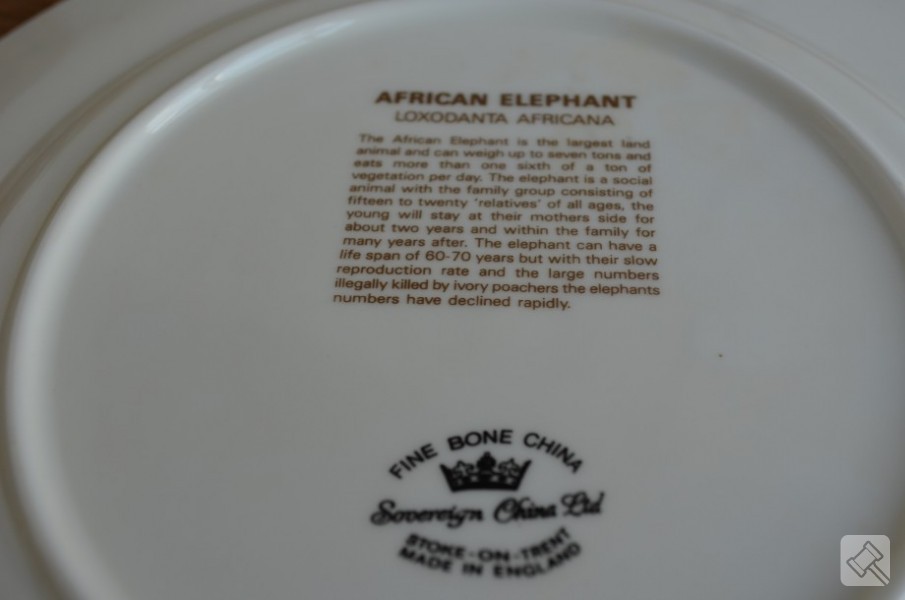 AFRICAN ELEPHANT
LOXODANTA AFRICANA
The African Elephant is the largest land
animal and can weigh up to seven tons and
eats more than one sixth of a ton of
vegetation per day. The elephant is a social
animal with the family group consisting of
fifteen to twenty 'relatives' of all ages, the
young will stay at their mothers side for
about two years and within the family for
many years after. The elephant can have a
life span of 60-70 years but with their slow
reproduction rate and the large numbers
illegally killed by ivory poachers the elephants
numbers have declined rapidly.
FINE BONE CHINA
Sovereign China Ltd
STOKE-ON-TRENT
MADE IN ENGLAND